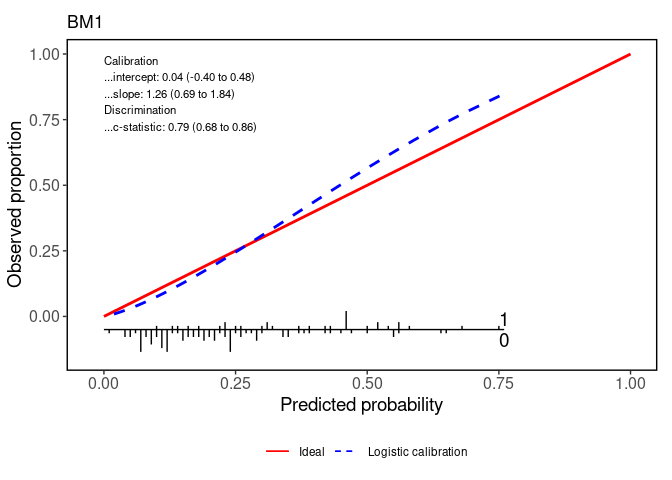 BM1
Calibration
...intercept: 0.04 (-0.40 to 0.48)
...slope: 1.26 (0.69 to 1.84)
Discrimination
...c-statistic: 0.79 (0.68 to 0.86)
Observed proportion
1.00
0.75
0.50
0.25
0.00
1
0
0.00 0.25 0.50 0.75 1.00
Predicted probability
Ideal Logistic calibration